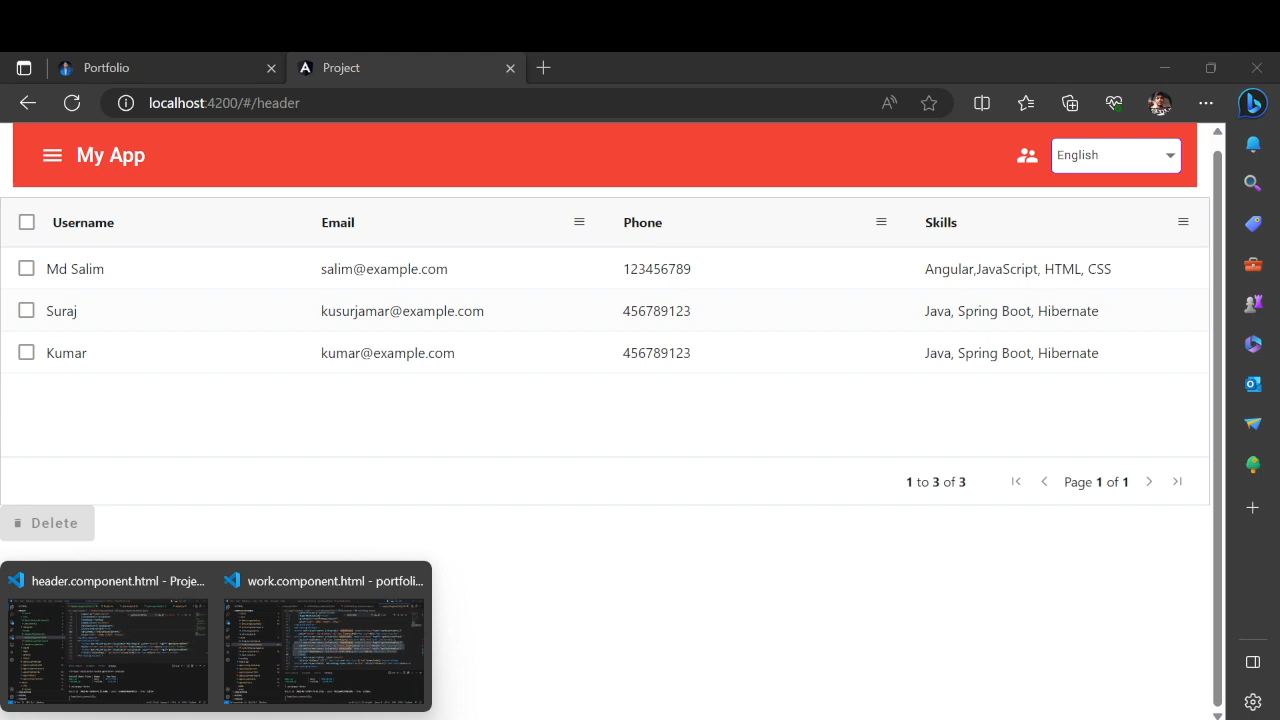 Portfolio
Project
localhost:4200/#/header
My App
English
Username Email Phone Skills
Md Salim salim@example.com 123456789 Angular,JavaScript, HTML, CSS
Suraj kusurjamar@example.com 456789123 Java, Spring Boot, Hibernate
Kumar kumar@example.com 456789123 Java, Spring Boot, Hibernate
1 to 3 of 3 Page 1 of 1
Delete
header.component.html - Proje...
work.component.html - portfoli...